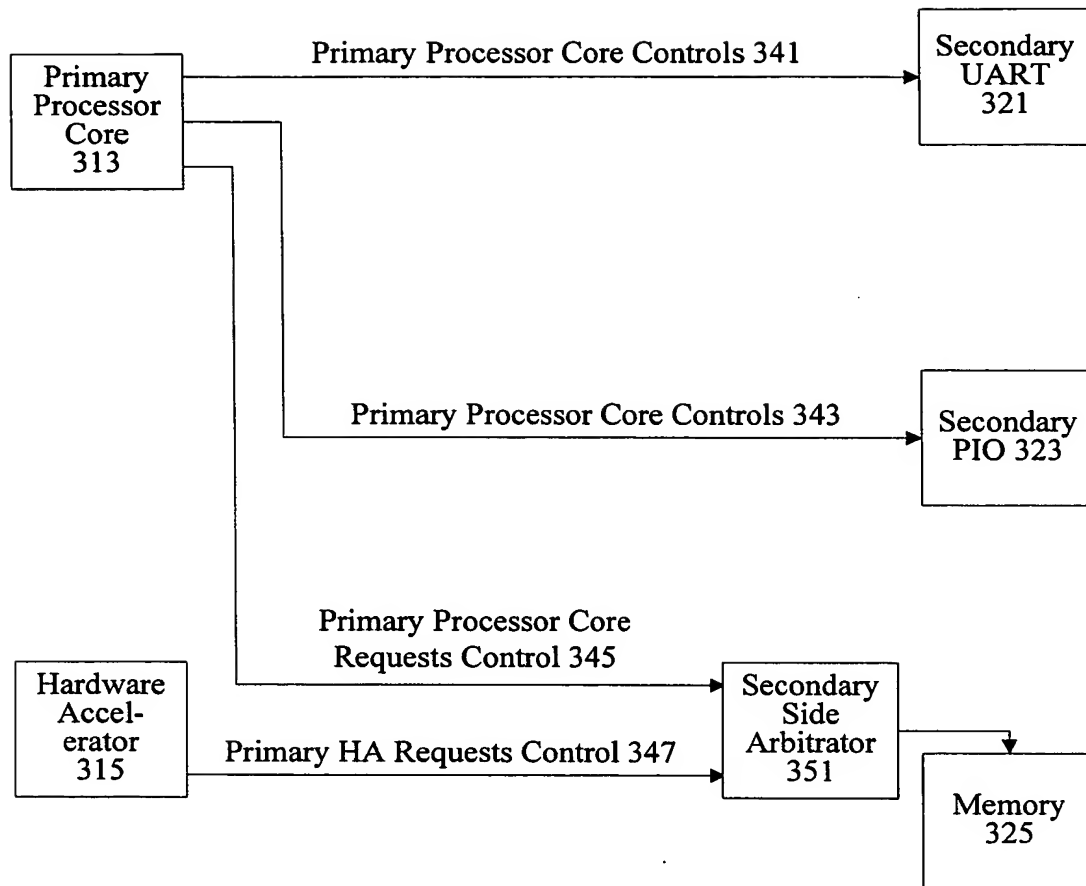 Primary
Processor
Core
313
Primary Processor Core Controls 341
Secondary
UART
321
Primary Processor Core Controls 343
Secondary
PIO 323
Primary Processor Core
Requests Control 345
Hardware
Accel-
erator
315
Primary HA Requests Control 347
Secondary
Side
Arbitrator
351
Memory
325